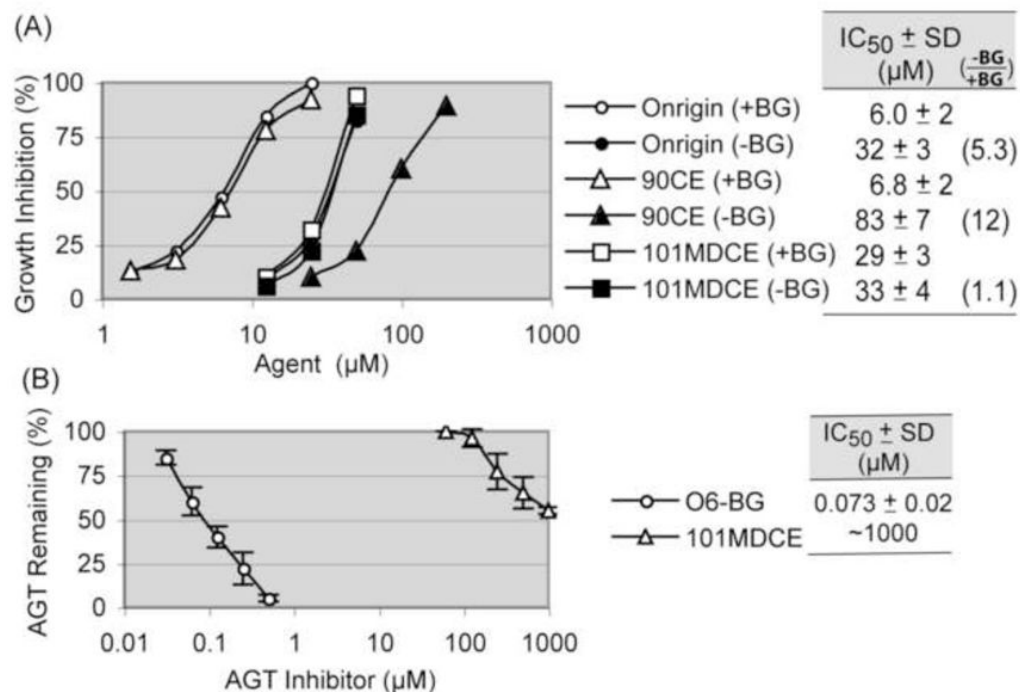 (A)
Growth Inhibition (%)
100
75
50
25
0
1 10 100 1000
Agent (µM)
Onrigin (+BG)
Onrigin (-BG)
90CE (+BG)
90CE (-BG)
101MDCE (+BG)
101MDCE (-BG)
IC50 ± SD
(µM) (-BG/+BG)
6.0 ± 2
32 ± 3 (5.3)
6.8 ± 2
83 ± 7 (12)
29 ± 3
33 ± 4 (1.1)
(B)
AGT Remaining (%)
100
75
50
25
0
0.01 0.1 1 10 100 1000
AGT Inhibitor (µM)
O6-BG
101MDCE
IC50 ± SD
(µM)
0.073 ± 0.02
~1000